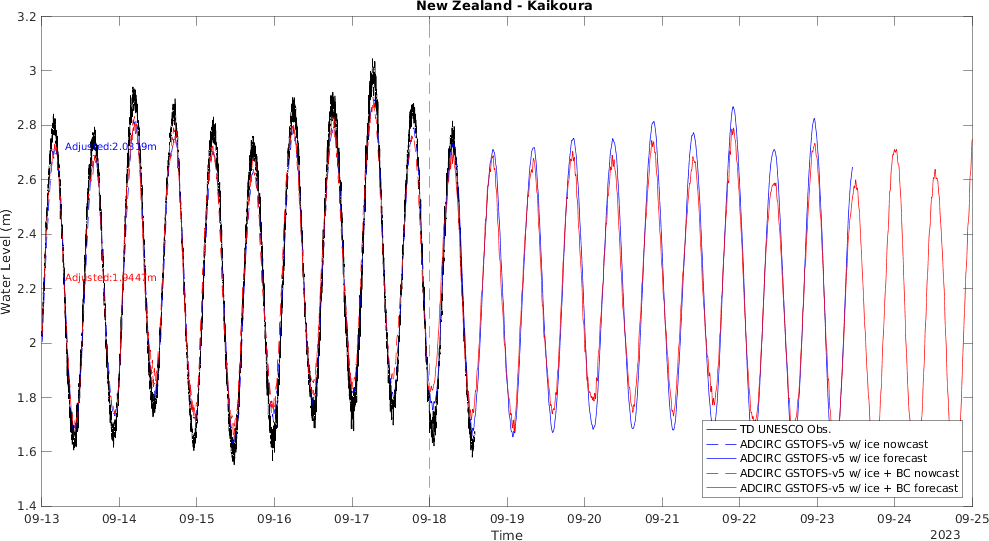 New Zealand - Kaikoura
3.2
3
2.8
2.6
2.4
2.2
2
1.8
1.6
1.4
Water Level (m)
Adjusted:2.0319m
Adjusted:1.9447m
TD UNESCO Obs.
ADCIRC GSTOFS-v5 w/ ice nowcast
ADCIRC GSTOFS-v5 w/ ice forecast
ADCIRC GSTOFS-v5 w/ ice + BC nowcast
ADCIRC GSTOFS-v5 w/ ice + BC forecast
09-13 09-14 09-15 09-16 09-17 09-18 09-19 09-20 09-21 09-22 09-23 09-24 09-25
Time
2023